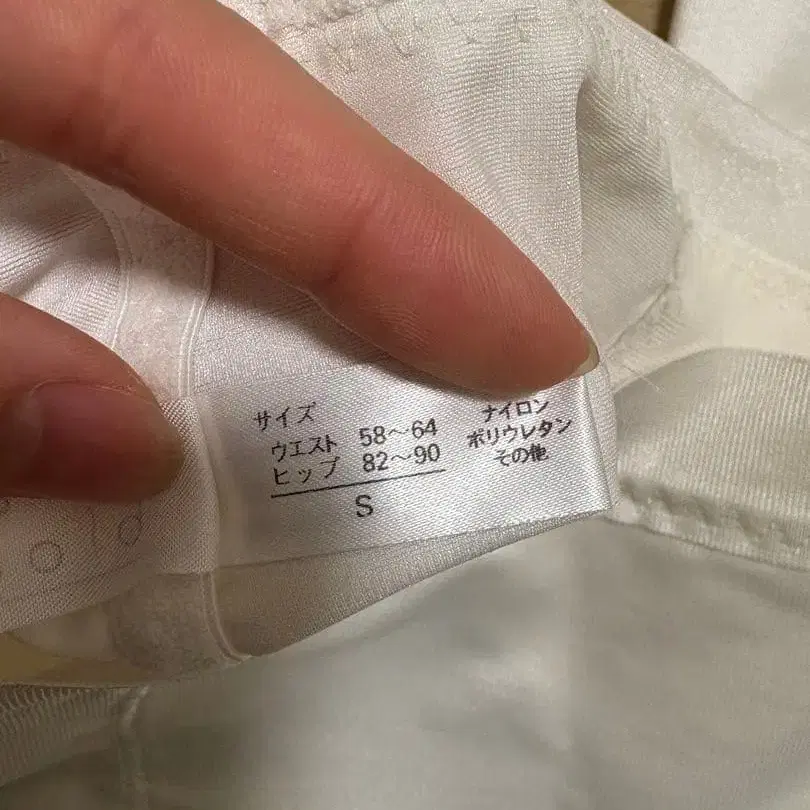 サイズ
ウエスト 58～64
ヒップ 82～90
S
ナイロン
ポリウレタン
その他